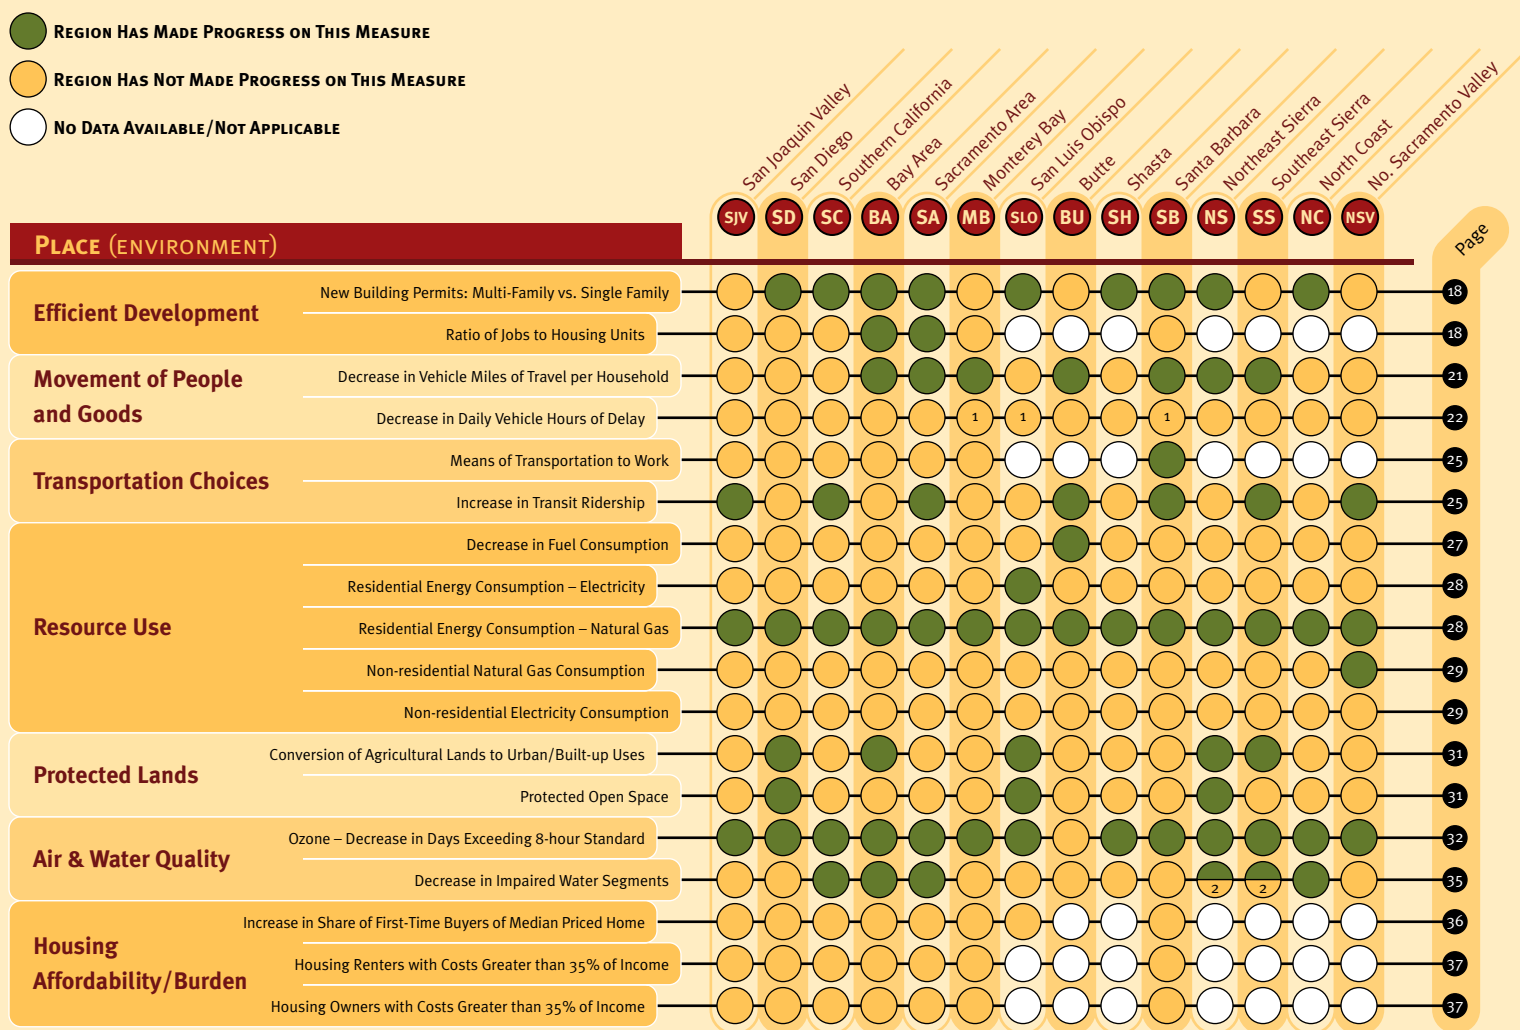 Region Has Made Progress on This Measure
Region Has Not Made Progress on This Measure
No Data Available/Not Applicable
San Joaquin Valley
San Diego
Southern California
Bay Area
Sacramento Area
Monterey Bay
San Luis Obispo
Butte
Shasta
Santa Barbara
Northeast Sierra
Southeast Sierra
North Coast
No. Sacramento Valley
SJV SD SC BA SA MB SLO BU SH SB NS SS NC NSV
Page
Place (environment)
Efficient Development
New Building Permits: Multi-Family vs. Single Family 18
Ratio of Jobs to Housing Units 18
Movement of People
and Goods
Decrease in Vehicle Miles of Travel per Household 21
Decrease in Daily Vehicle Hours of Delay 1 1 1 22
Transportation Choices
Means of Transportation to Work 25
Increase in Transit Ridership 25
Resource Use
Decrease in Fuel Consumption 27
Residential Energy Consumption – Electricity 28
Residential Energy Consumption – Natural Gas 28
Non-residential Natural Gas Consumption 29
Non-residential Electricity Consumption 29
Protected Lands
Conversion of Agricultural Lands to Urban/Built-up Uses 31
Protected Open Space 31
Air & Water Quality
Ozone – Decrease in Days Exceeding 8-hour Standard 32
Decrease in Impaired Water Segments 2 2 35
Housing
Affordability/Burden
Increase in Share of First-Time Buyers of Median Priced Home 36
Housing Renters with Costs Greater than 35% of Income 37
Housing Owners with Costs Greater than 35% of Income 37